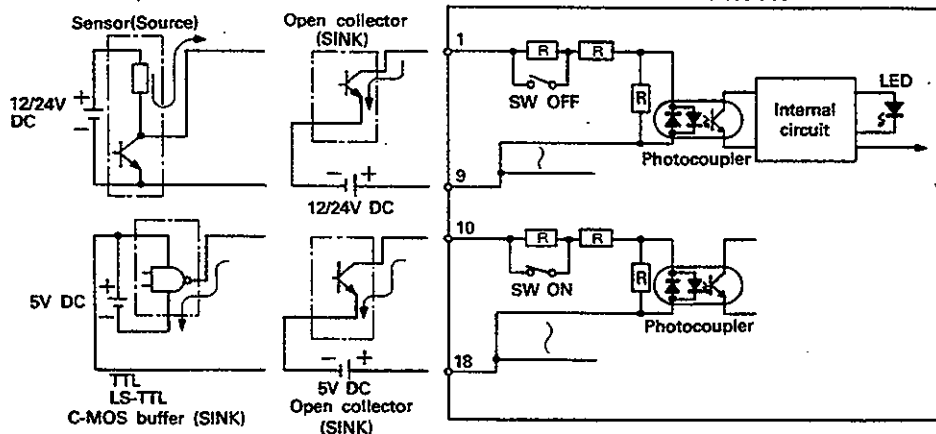 Sensor(Source)
Open collector
(SINK)
+
12/24V
DC
−
− +
12/24V DC
1
R
R
SW OFF
R
Photocoupler
Internal
circuit
LED
9
5V DC
+
−
TTL
LS-TTL
C-MOS buffer (SINK)
− +
5V DC
Open collector
(SINK)
10
R
R
SW ON
R
Photocoupler
18